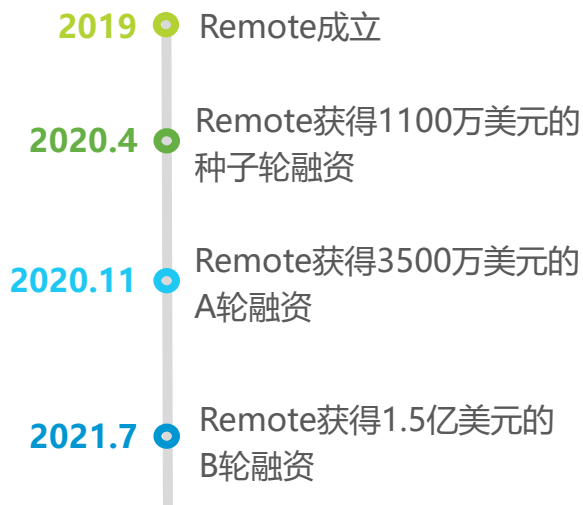 2019 Remote成立
2020.4 Remote获得1100万美元的
种子轮融资
2020.11 Remote获得3500万美元的
A轮融资
2021.7 Remote获得1.5亿美元的
B轮融资